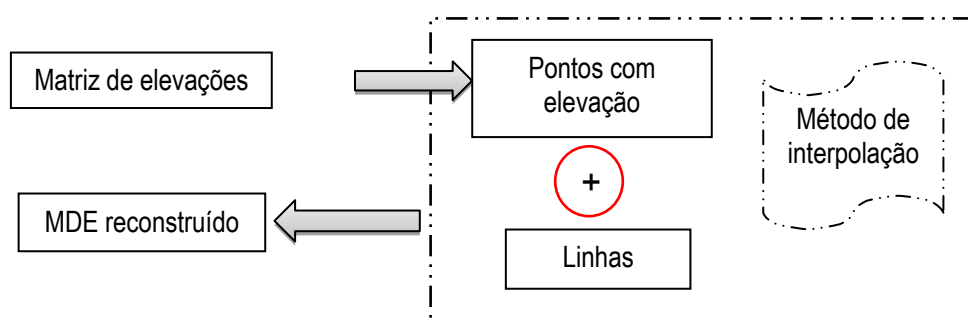 Matriz de elevações
Pontos com
elevação
Método de
interpolação
+
MDE reconstruído
Linhas